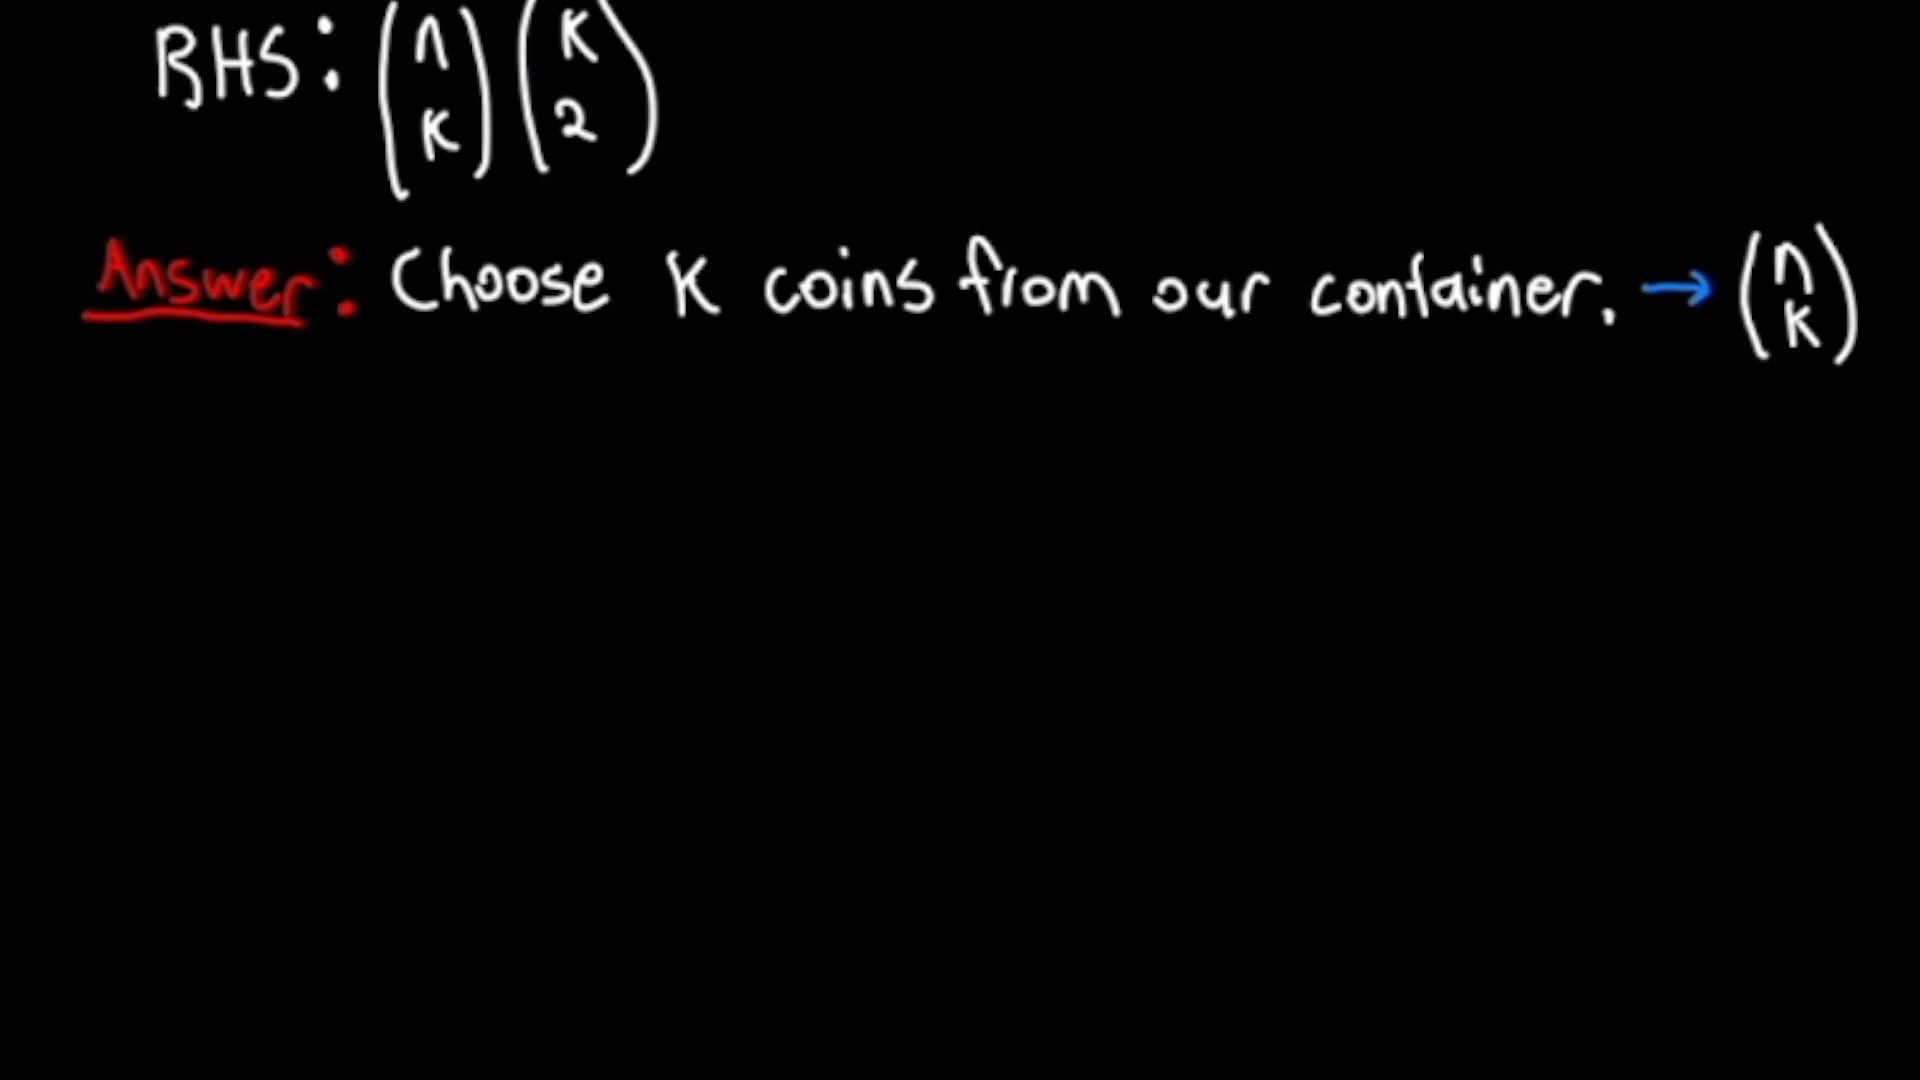 RHS: (n K) (K 2)
Answer: Choose K coins from our container. → (n K)